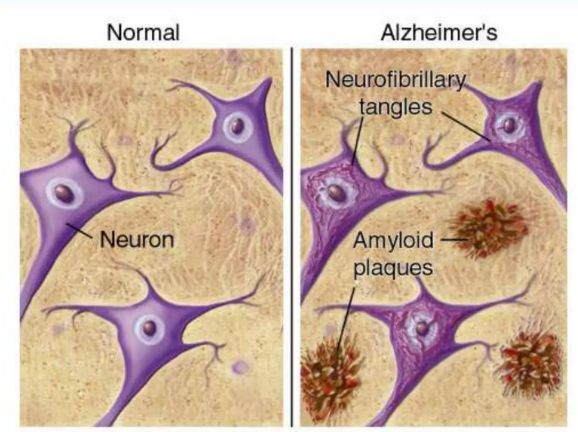 Normal
Alzheimer's
Neurofibrillary
tangles
Neuron
Amyloid
plaques